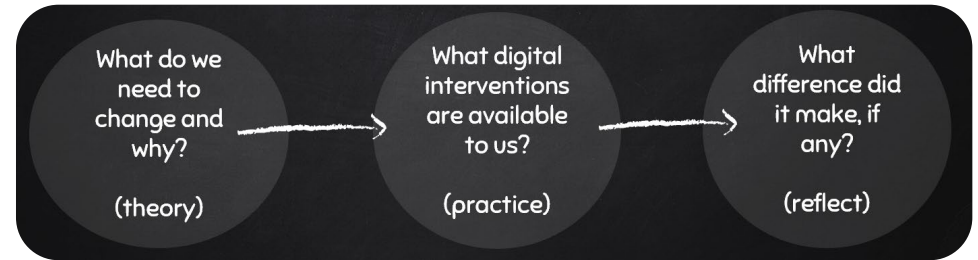 What do we
need to
change and
why?
(theory)
What digital
interventions
are available
to us?
(practice)
What
difference did
it make, if
any?
(reflect)